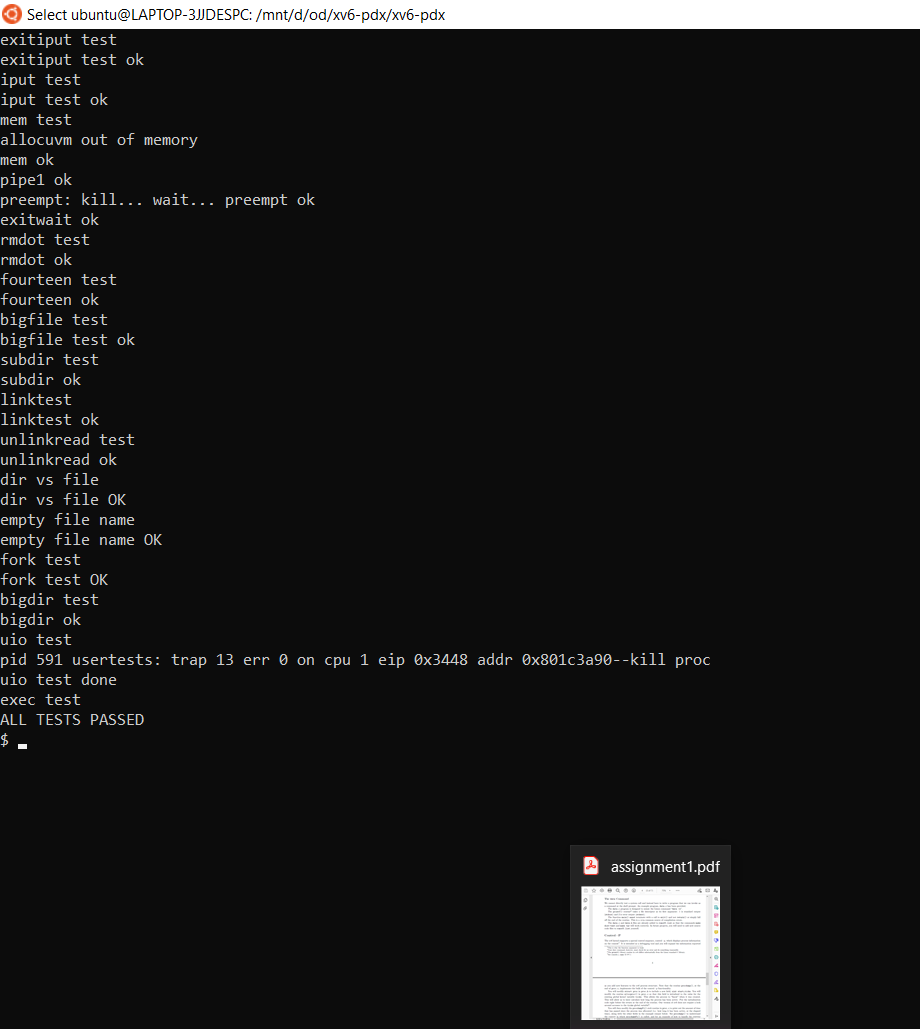 Select ubuntu@LAPTOP-3JJDESPC: /mnt/d/od/xv6-pdx/xv6-pdx
exitiput test
exitiput test ok
iput test
iput test ok
mem test
allocuvm out of memory
mem ok
pipe1 ok
preempt: kill... wait... preempt ok
exitwait ok
rmdot test
rmdot ok
fourteen test
fourteen ok
bigfile test
bigfile test ok
subdir test
subdir ok
linktest
linktest ok
unlinkread test
unlinkread ok
dir vs file
dir vs file OK
empty file name
empty file name OK
fork test
fork test OK
bigdir test
bigdir ok
uio test
pid 591 usertests: trap 13 err 0 on cpu 1 eip 0x3448 addr 0x801c3a90--kill proc
uio test done
exec test
ALL TESTS PASSED
$
assignment1.pdf